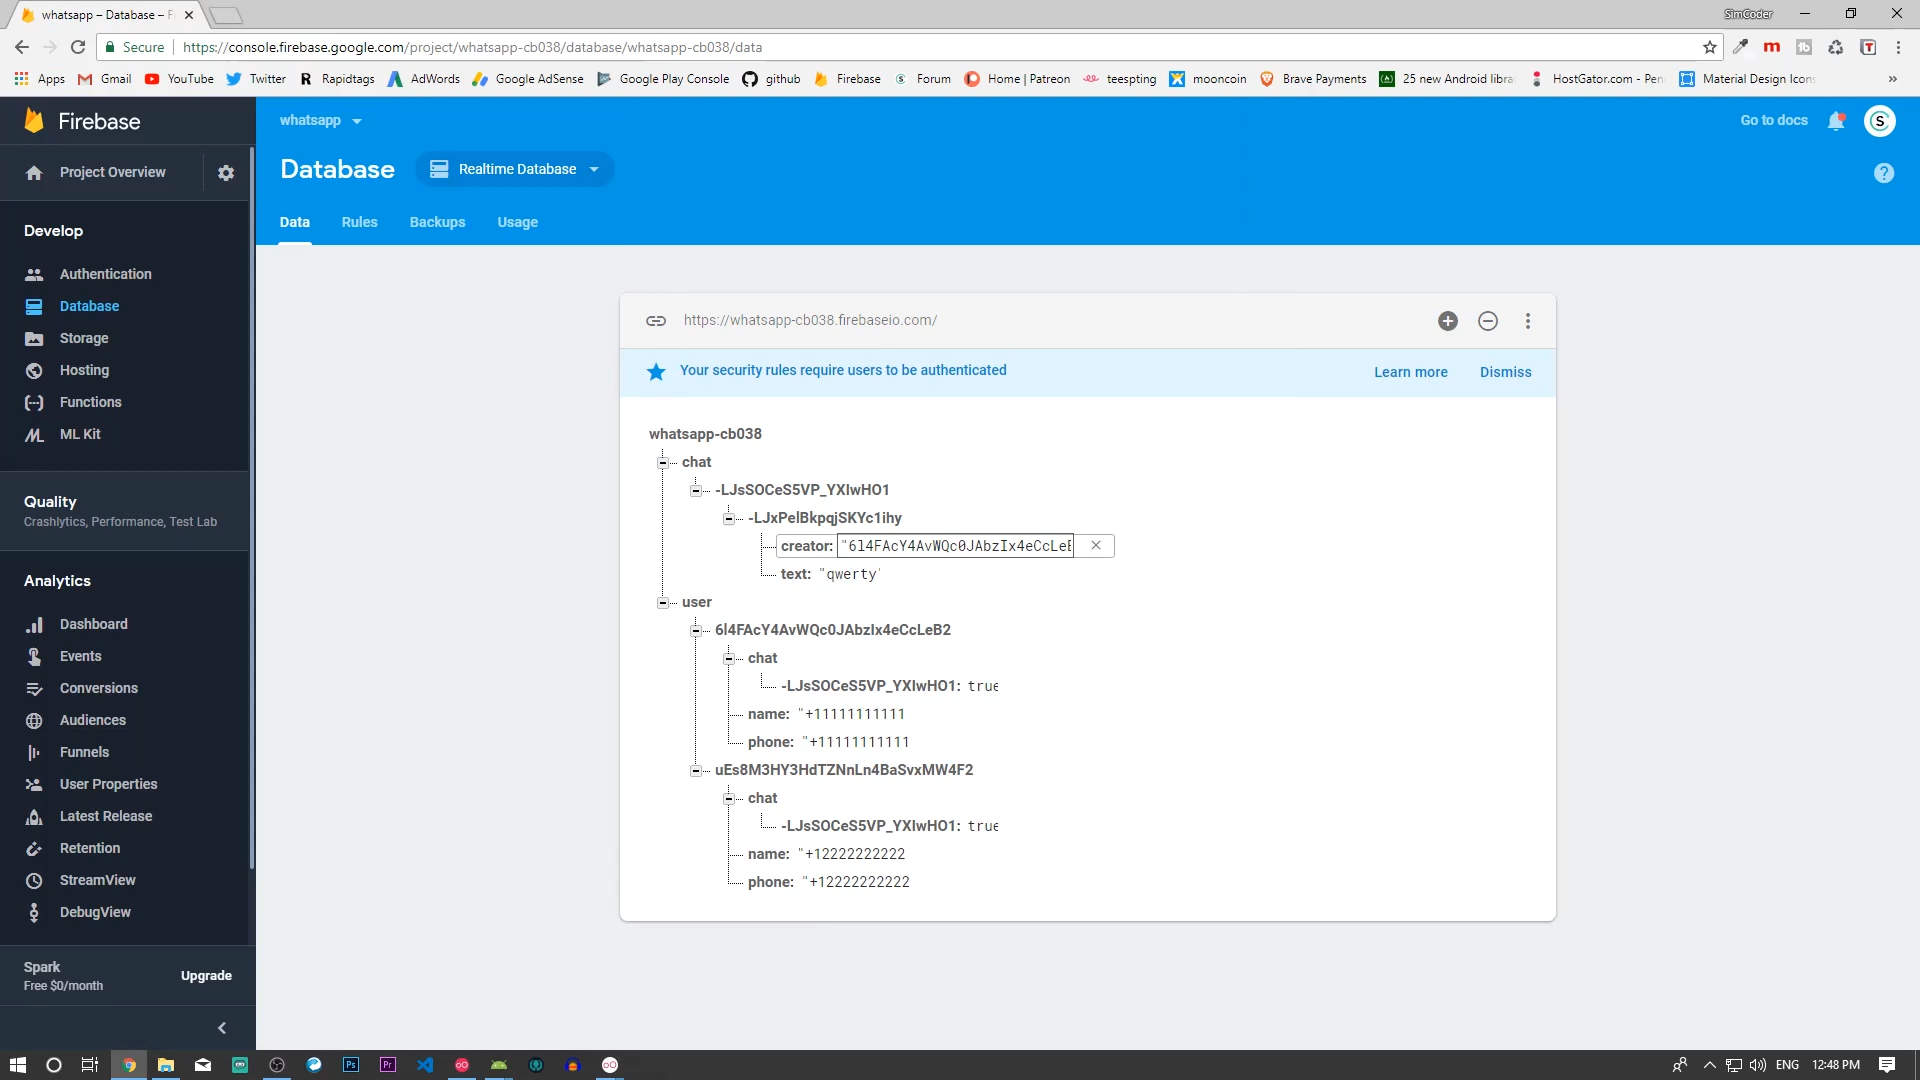 whatsapp – Database – F
SimCoder
Secure
https://console.firebase.google.com/project/whatsapp-cb038/database/whatsapp-cb038/data
Apps Gmail YouTube Twitter Rapidtags AdWords Google AdSense Google Play Console github Firebase Forum Home | Patreon teespting mooncoin Brave Payments 25 new Android libra HostGator.com - Pen Material Design Icons »
Firebase
whatsapp
Go to docs
Project Overview
Database
Realtime Database
Data Rules Backups Usage
Develop
Authentication
Database
Storage
Hosting
Functions
ML Kit
Quality
Crashlytics, Performance, Test Lab
Analytics
Dashboard
Events
Conversions
Audiences
Funnels
User Properties
Latest Release
Retention
StreamView
DebugView
Spark
Free $0/month
Upgrade
https://whatsapp-cb038.firebaseio.com/
Your security rules require users to be authenticated
Learn more
Dismiss
whatsapp-cb038
chat
-LJsSOCeS5VP_YXIwHO1
-LJxPelBkpqjSKYc1ihy
creator: "6l4FAcY4AvWQc0JAbzIx4eCcLeB
text: "qwerty'
user
6l4FAcY4AvWQc0JAbzIx4eCcLeB2
chat
-LJsSOCeS5VP_YXIwHO1: true
name: "+11111111111
phone: "+11111111111
uEs8M3HY3HdTZNnLn4BaSvxMW4F2
chat
-LJsSOCeS5VP_YXIwHO1: true
name: "+12222222222
phone: "+12222222222
ENG 12:48 PM